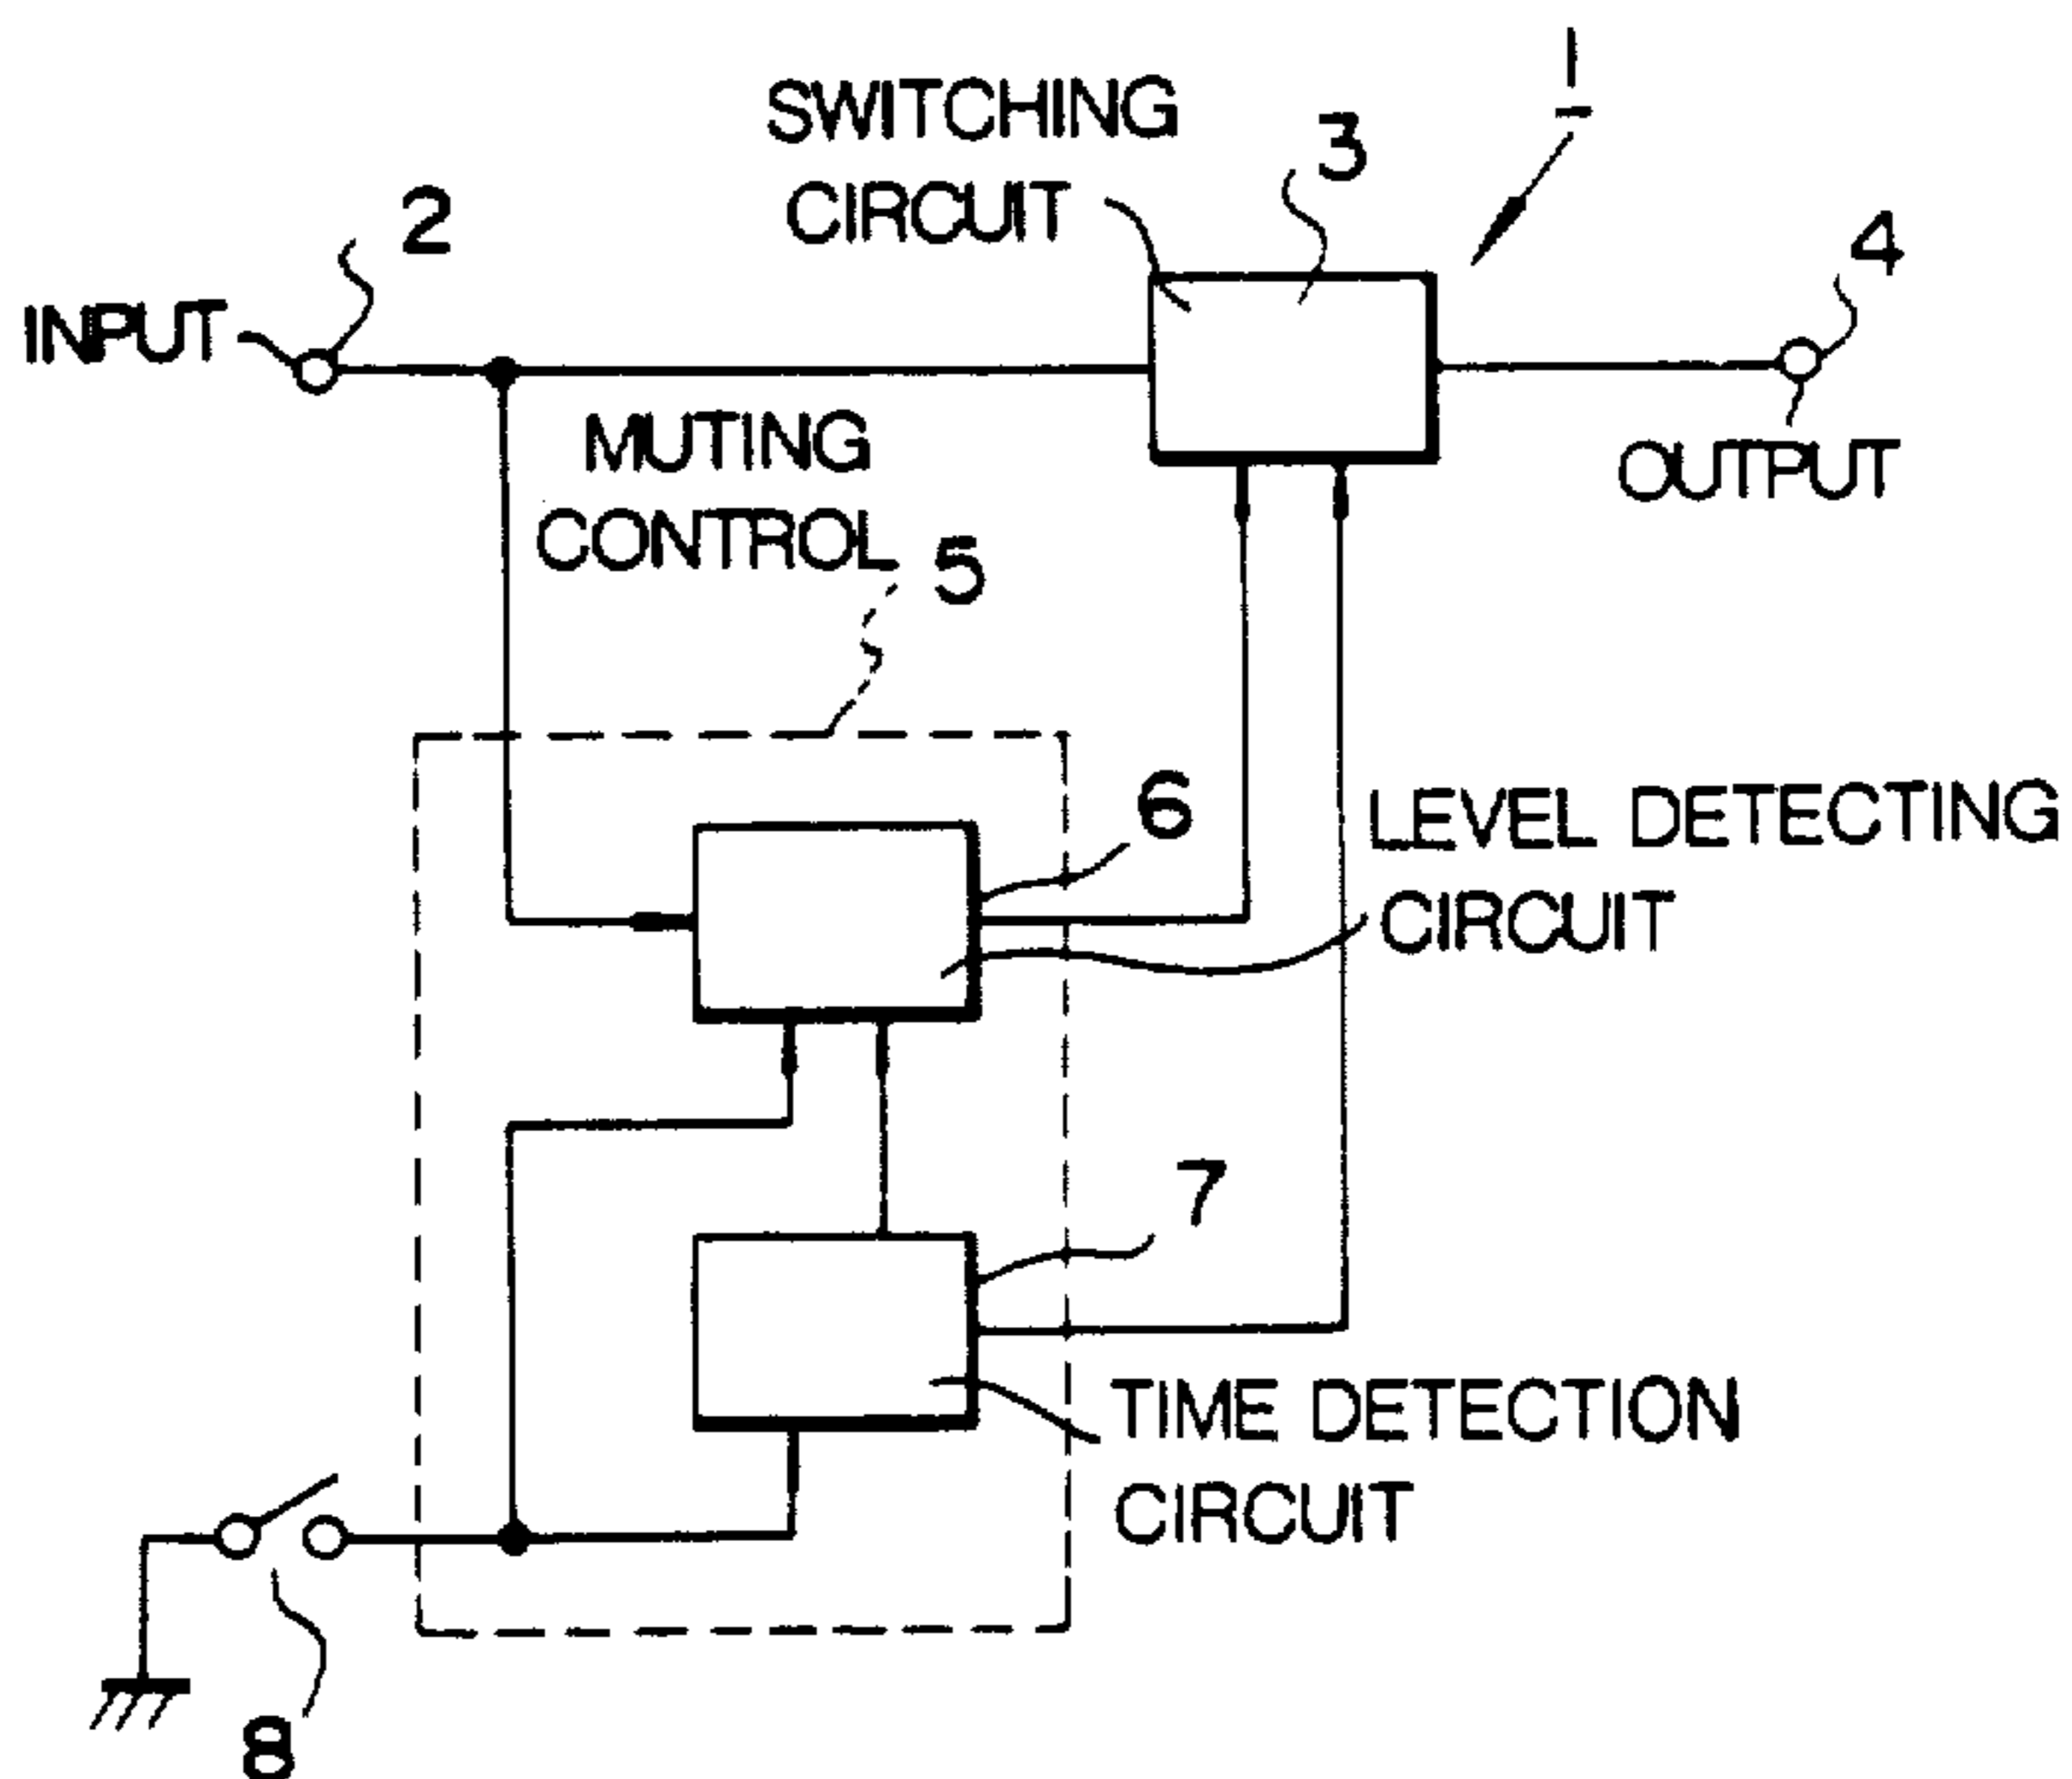 1
SWITCHING
CIRCUIT
3
2
4
INPUT
MUTING
CONTROL
5
OUTPUT
6
LEVEL DETECTING
CIRCUIT
7
TIME DETECTION
CIRCUIT
8